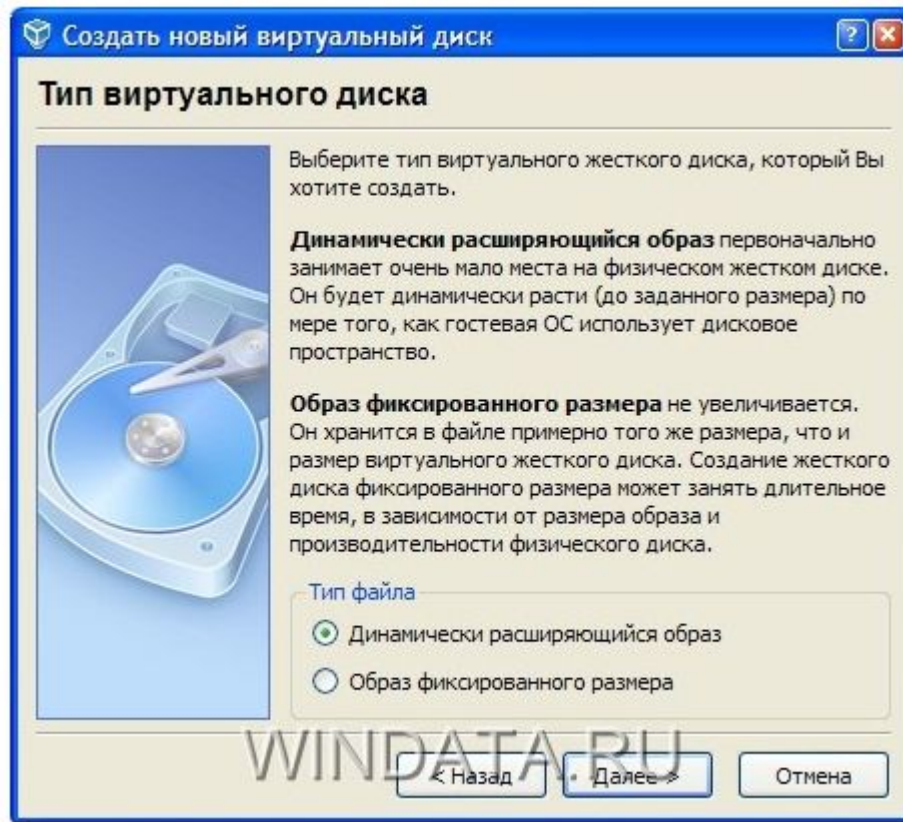 Создать новый виртуальный диск
Тип виртуального диска
Выберите тип виртуального жесткого диска, который Вы
хотите создать.
Динамически расширяющийся образ первоначально
занимает очень мало места на физическом жестком диске.
Он будет динамически расти (до заданного размера) по
мере того, как гостевая ОС использует дисковое
пространство.
Образ фиксированного размера не увеличивается.
Он хранится в файле примерно того же размера, что и
размер виртуального жесткого диска. Создание жесткого
диска фиксированного размера может занять длительное
время, в зависимости от размера образа и
производительности физического диска.
Тип файла
Динамически расширяющийся образ
Образ фиксированного размера
WINDATA.RU
< Назад Далее > Отмена